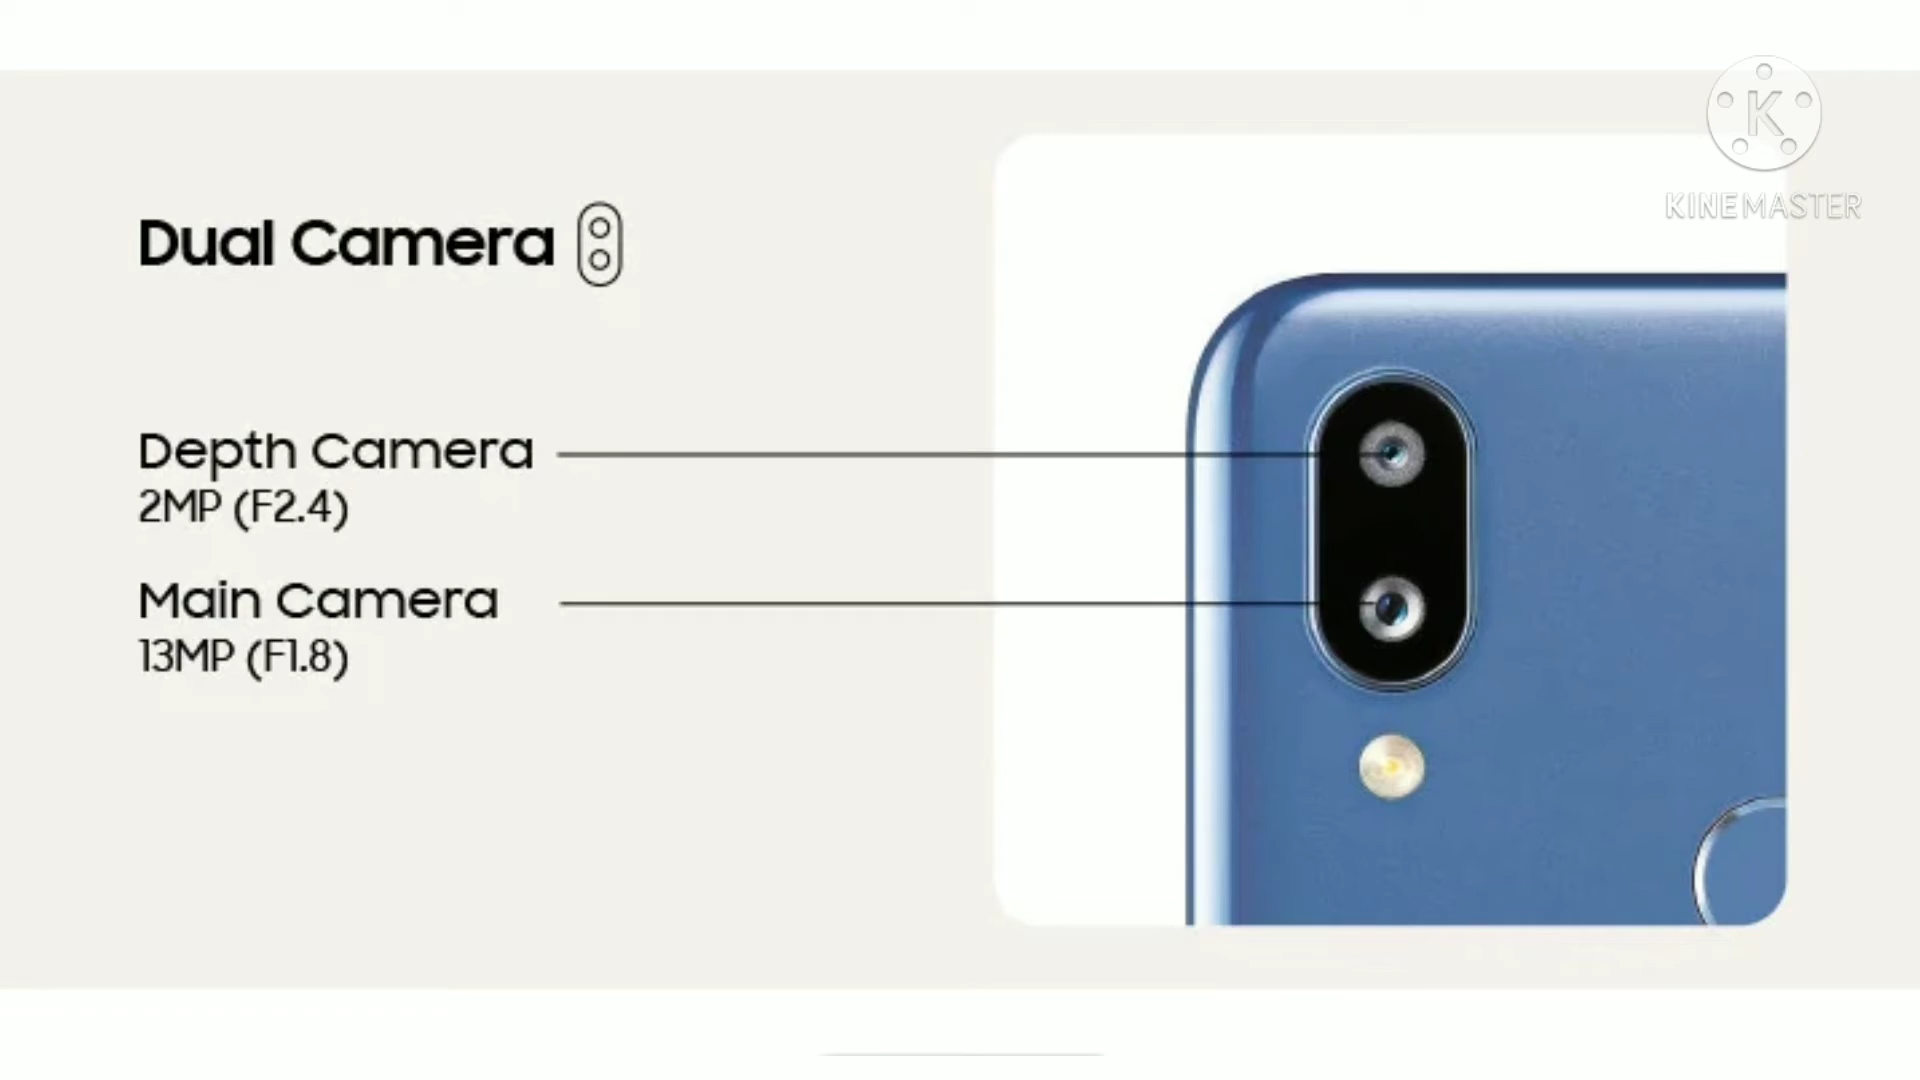 Dual Camera
Depth Camera
2MP (F2.4)
Main Camera
13MP (F1.8)
K
KINEMASTER